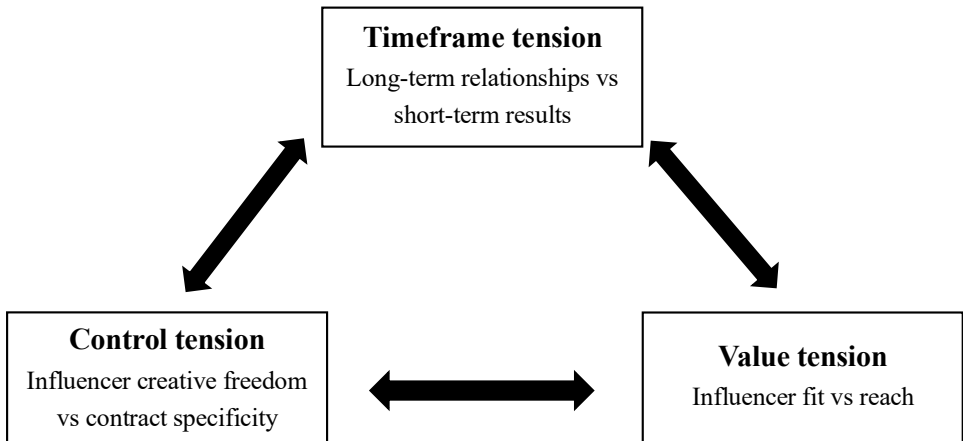 Timeframe tension
Long-term relationships vs
short-term results
Control tension
Influencer creative freedom
vs contract specificity
Value tension
Influencer fit vs reach